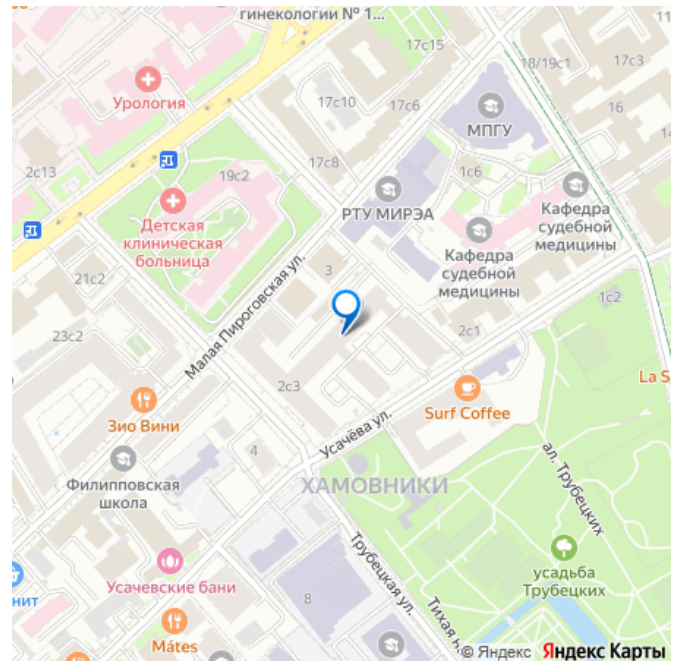 гинекологии № 1...
17с15
11
18/19с1
17с3
Урология
17с10
17с6
16
МПГУ
14
2с13
19с2
17с8
1с6
РТУ МИРЭА
Кафедра
судебной
медицины
Детская
клиническая
больница
Кафедра
судебной
медицины
3
21с2
Малая Пироговская ул.
1с2
23с2
2с1
La S
2с3
Зио Вини
Surf Coffee
Усачёва ул.
4
Филипповская
школа
ХАМОВНИКИ
ал. Трубецких
Усачевские бани
нит
8
Трубецкая ул.
усадьба
Трубецких
Тихая
Mátes
© Яндекс Яндекс Карты